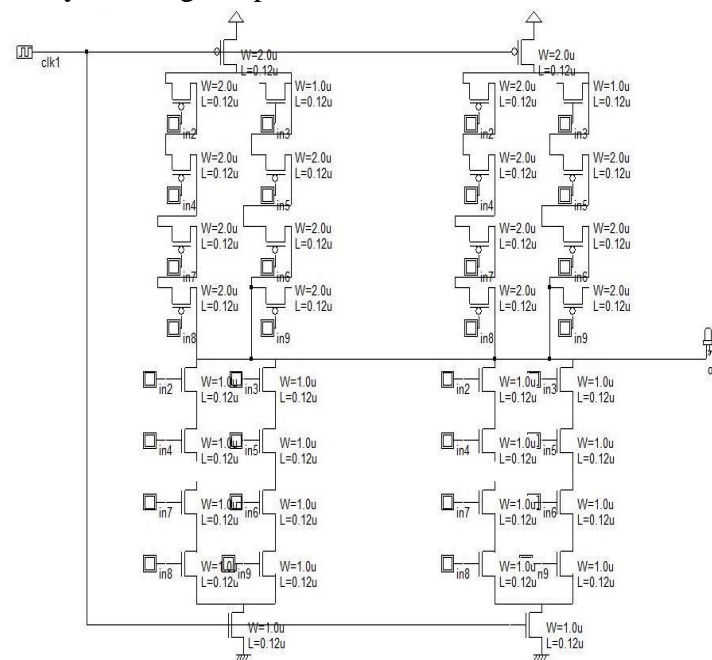 clk1
W=2.0u
L=0.12u
W=2.0u
L=0.12u
W=2.0u
L=0.12u
W=1.0u
L=0.12u
W=2.0u
L=0.12u
W=1.0u
L=0.12u
in2
in3
in2
in3
W=2.0u
L=0.12u
W=2.0u
L=0.12u
W=2.0u
L=0.12u
W=2.0u
L=0.12u
in4
in5
in4
in5
W=2.0u
L=0.12u
W=2.0u
L=0.12u
W=2.0u
L=0.12u
W=2.0u
L=0.12u
in7
in6
in7
in6
W=2.0u
L=0.12u
W=2.0u
L=0.12u
W=2.0u
L=0.12u
W=2.0u
L=0.12u
in8
in9
in8
in9
W=1.0u
L=0.12u
W=1.0u
L=0.12u
W=1.0u
L=0.12u
W=1.0u
L=0.12u
in2
in3
in2
in3
W=1.0u
L=0.12u
W=1.0u
L=0.12u
W=1.0u
L=0.12u
W=1.0u
L=0.12u
in4
in5
in4
in5
W=1.0u
L=0.12u
W=1.0u
L=0.12u
W=1.0u
L=0.12u
W=1.0u
L=0.12u
in7
in6
in7
in6
W=1.0u
L=0.12u
W=1.0u
L=0.12u
W=1.0u
L=0.12u
W=1.0u
L=0.12u
in8
in9
in8
n9
W=1.0u
L=0.12u
W=1.0u
L=0.12u